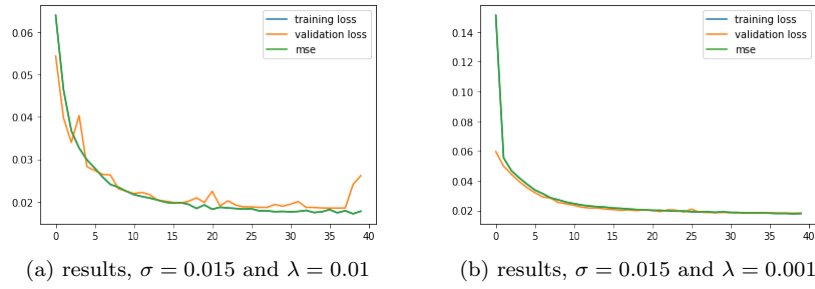 0.06
0.05
0.04
0.03
0.02
0 5 10 15 20 25 30 35 40
training loss
validation loss
mse
(a) results, σ = 0.015 and λ = 0.01
0.14
0.12
0.10
0.08
0.06
0.04
0.02
0 5 10 15 20 25 30 35 40
training loss
validation loss
mse
(b) results, σ = 0.015 and λ = 0.001